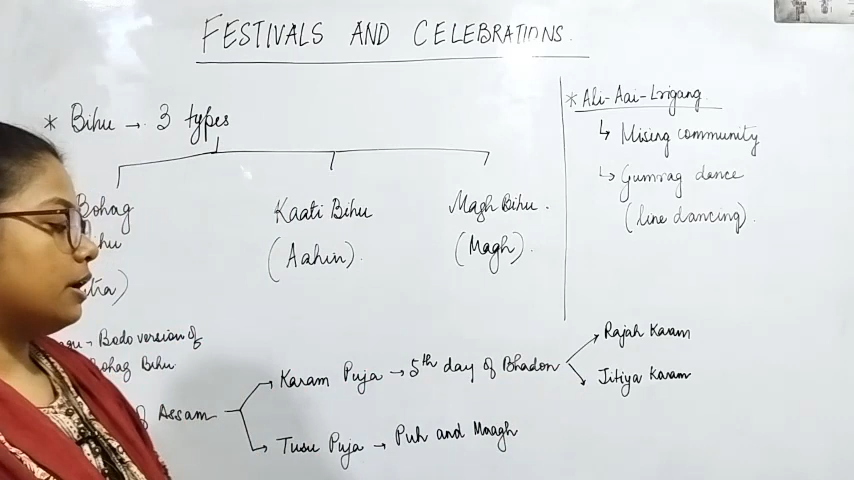 FESTIVALS AND CELEBRATIONS.
* Bihu → 3 types
Bohag
Kaati Bihu
(Aahin).
Magh Bihu.
(Magh).
* Ali-Aai-Lrigang
↳ Mising community
↳ Gumrag dance
(line dancing).
→ Bodo version of
Bohag Bihu
of Assam
Karam Puja → 5th day of Bhadon
Rajah Karam
Jitiya Karam
Tusu Puja → Puh and Maagh